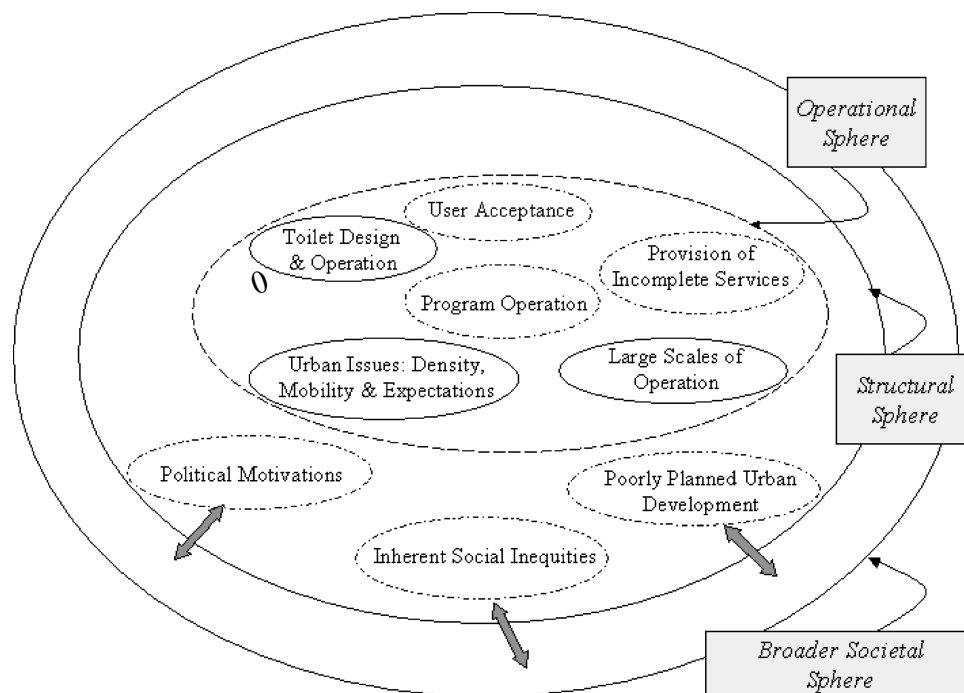 Operational
Sphere
User Acceptance
Toilet Design
& Operation
Provision of
Incomplete Services
0
Program Operation
Urban Issues: Density,
Mobility & Expectations
Large Scales of
Operation
Structural
Sphere
Political Motivations
Poorly Planned Urban
Development
Inherent Social Inequities
Broader Societal
Sphere